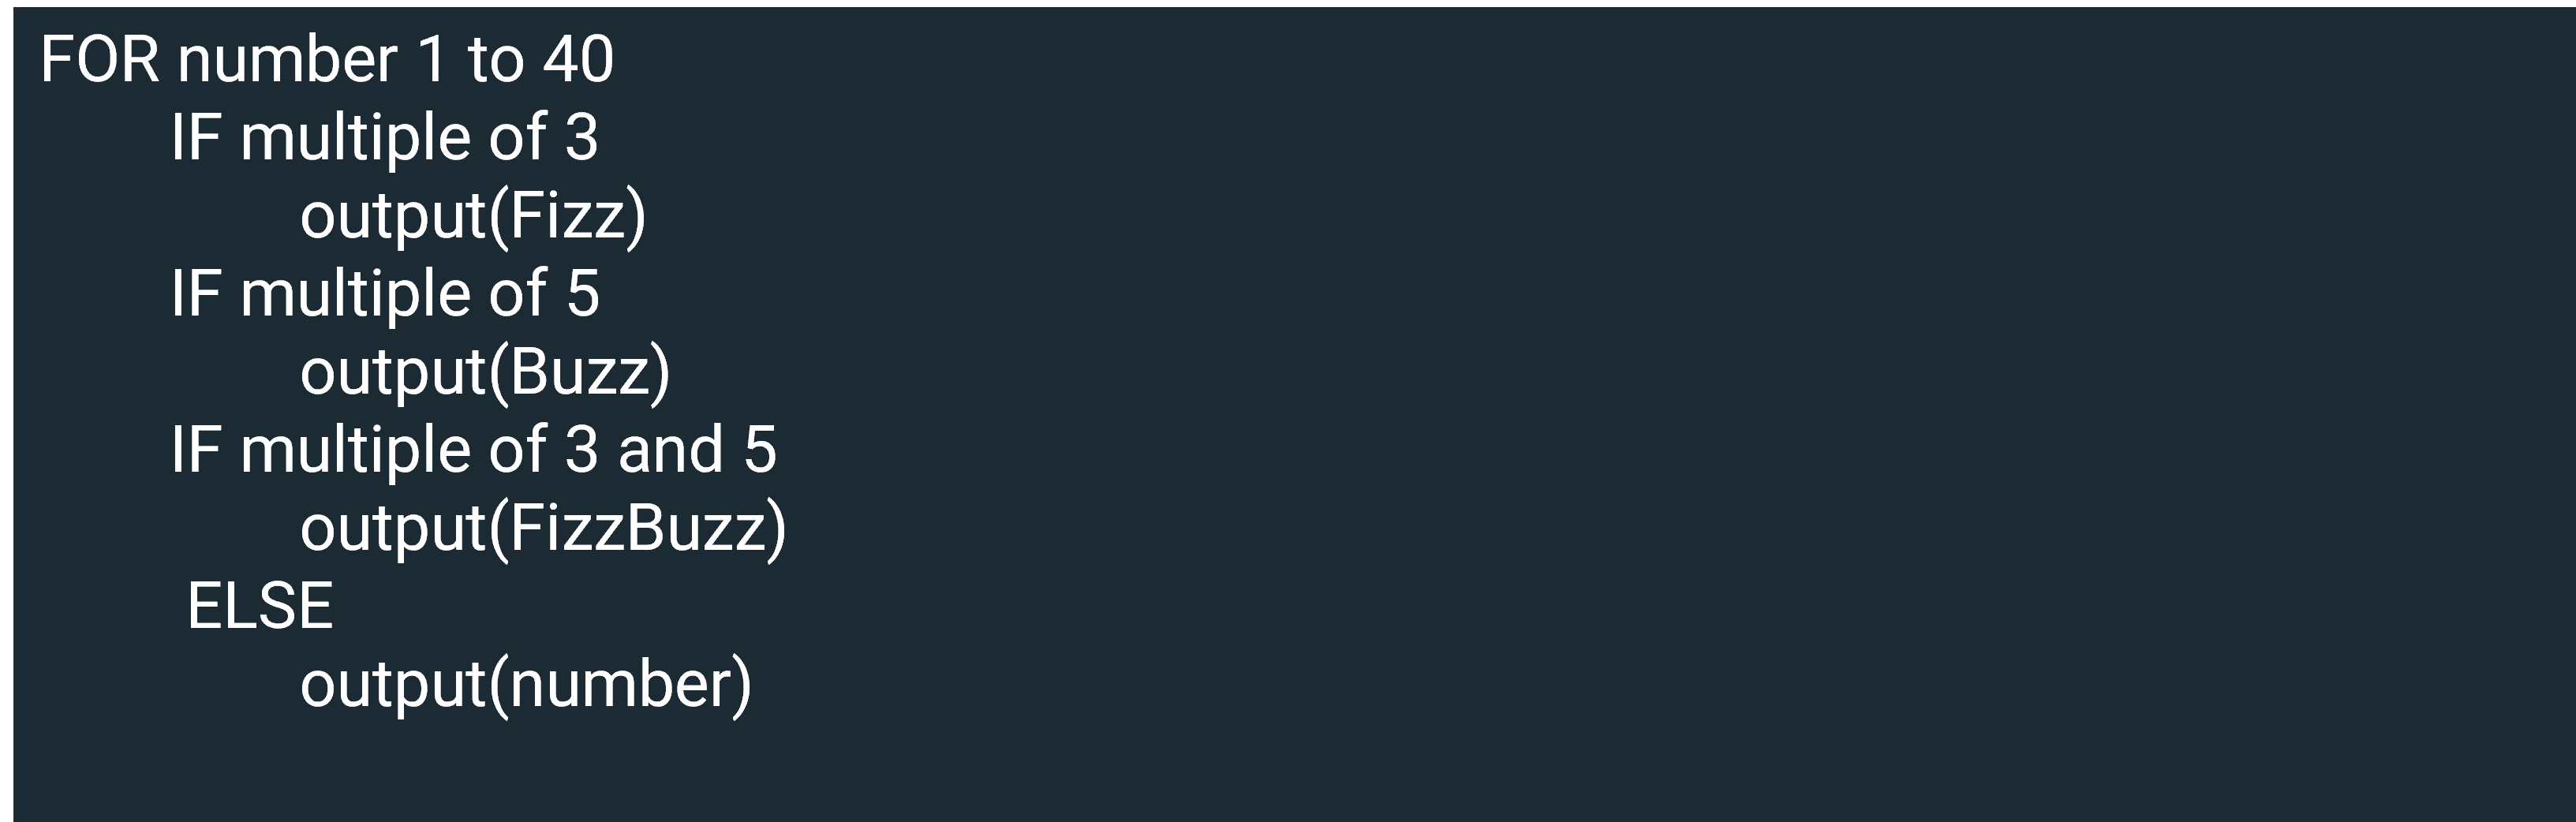 FOR number 1 to 40
IF multiple of 3
output(Fizz)
IF multiple of 5
output(Buzz)
IF multiple of 3 and 5
output(FizzBuzz)
ELSE
output(number)